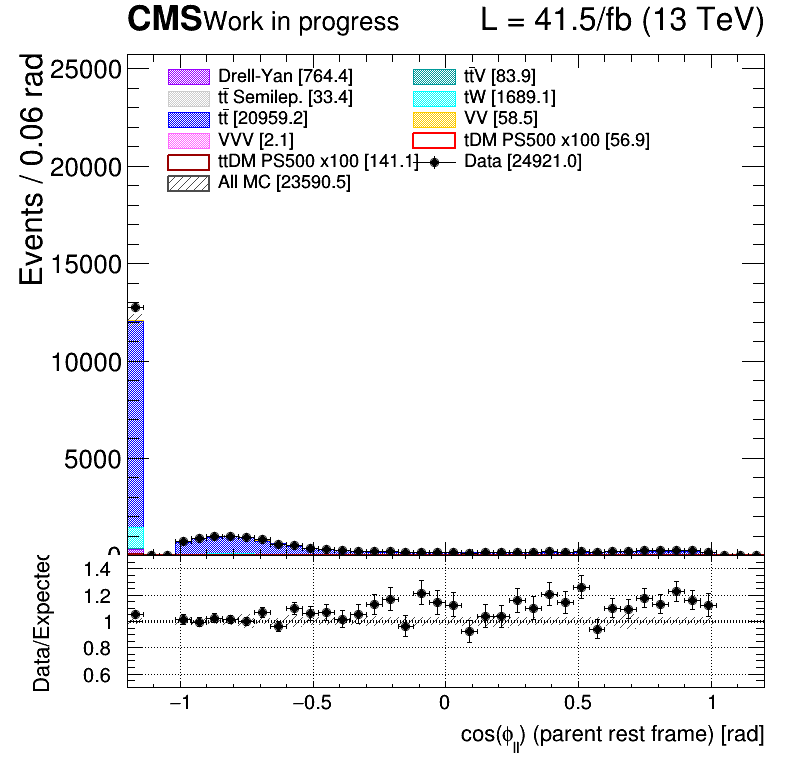 CMS Work in progress L = 41.5/fb (13 TeV)
Events / 0.06 rad
25000
20000
15000
10000
5000
0
Drell-Yan [764.4]
tt̄V [83.9]
tt̄ Semilep. [33.4]
tW [1689.1]
tt̄ [20959.2]
VV [58.5]
VVV [2.1]
tDM PS500 x100 [56.9]
ttDM PS500 x100 [141.1]
Data [24921.0]
All MC [23590.5]
Data/Expected
1.4
1.2
1
0.8
0.6
−1 −0.5 0 0.5 1
cos(ϕll) (parent rest frame) [rad]